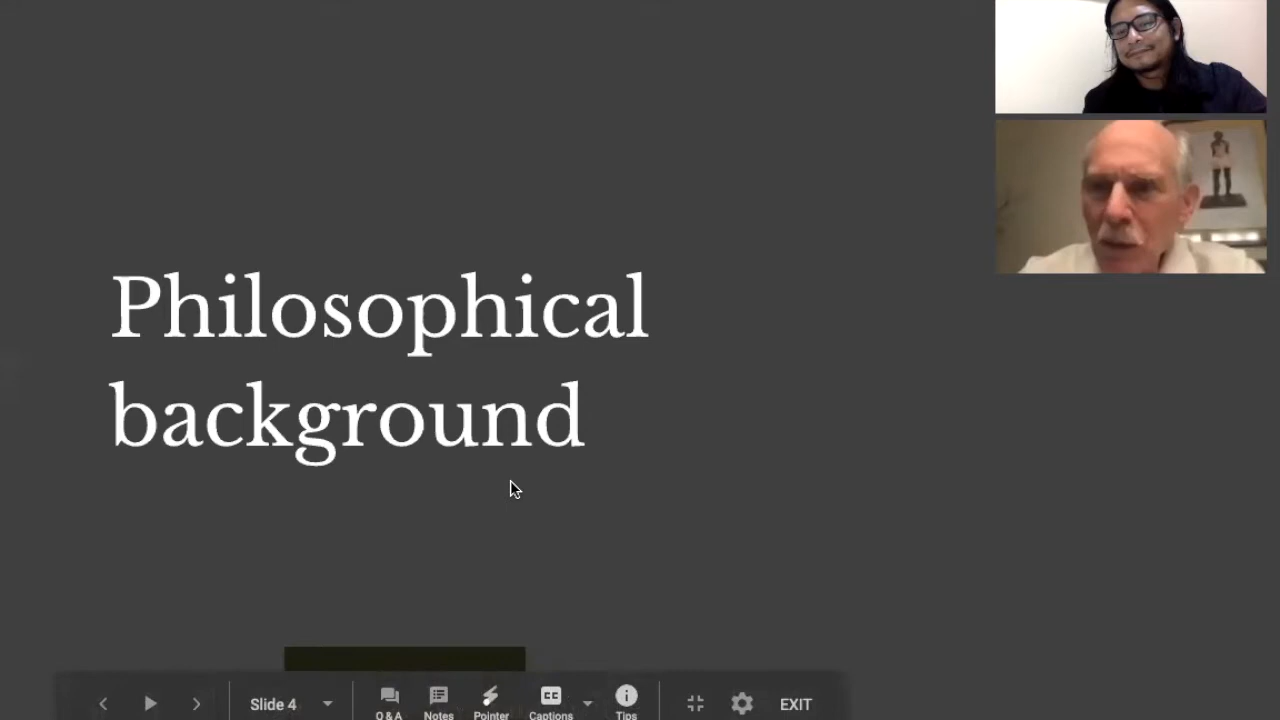 Philosophical
background
Slide 4
Q & A
Notes
Pointer
Captions
Tips
EXIT